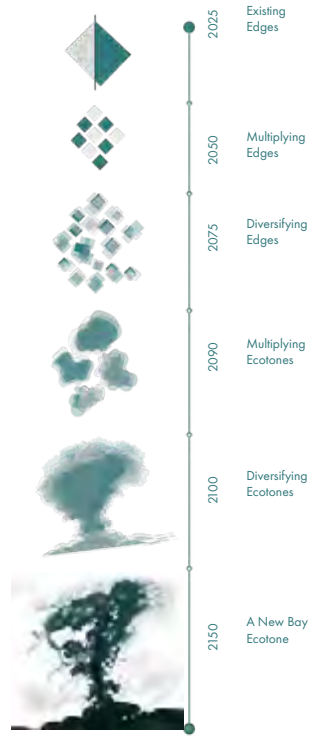 2025
Existing
Edges
2050
Multiplying
Edges
2075
Diversifying
Edges
2090
Multiplying
Ecotones
2100
Diversifying
Ecotones
2150
A New Bay
Ecotone